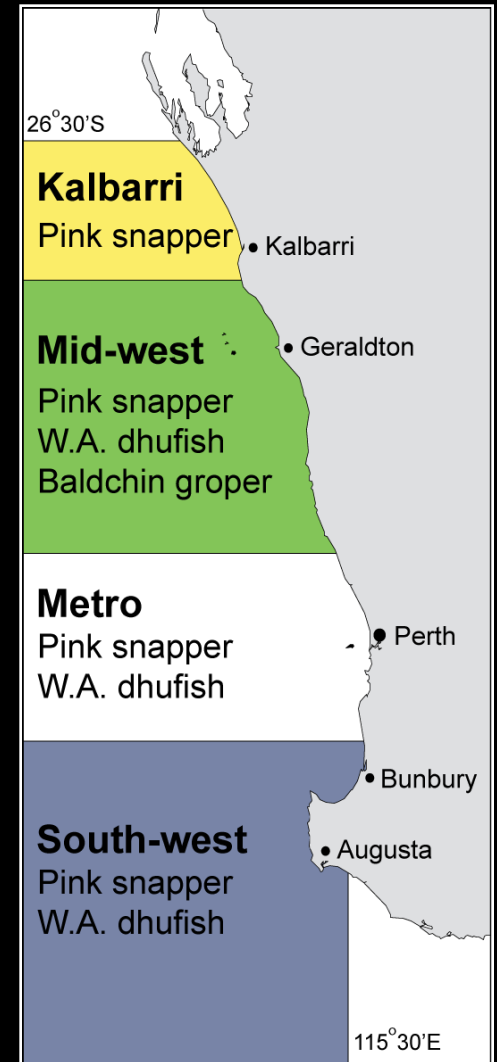 26°30'S
Kalbarri
Pink snapper
Kalbarri
Mid-west
Geraldton
Pink snapper
W.A. dhufish
Baldchin groper
Metro
Pink snapper
Perth
W.A. dhufish
Bunbury
South-west
Augusta
Pink snapper
W.A. dhufish
115°30'E